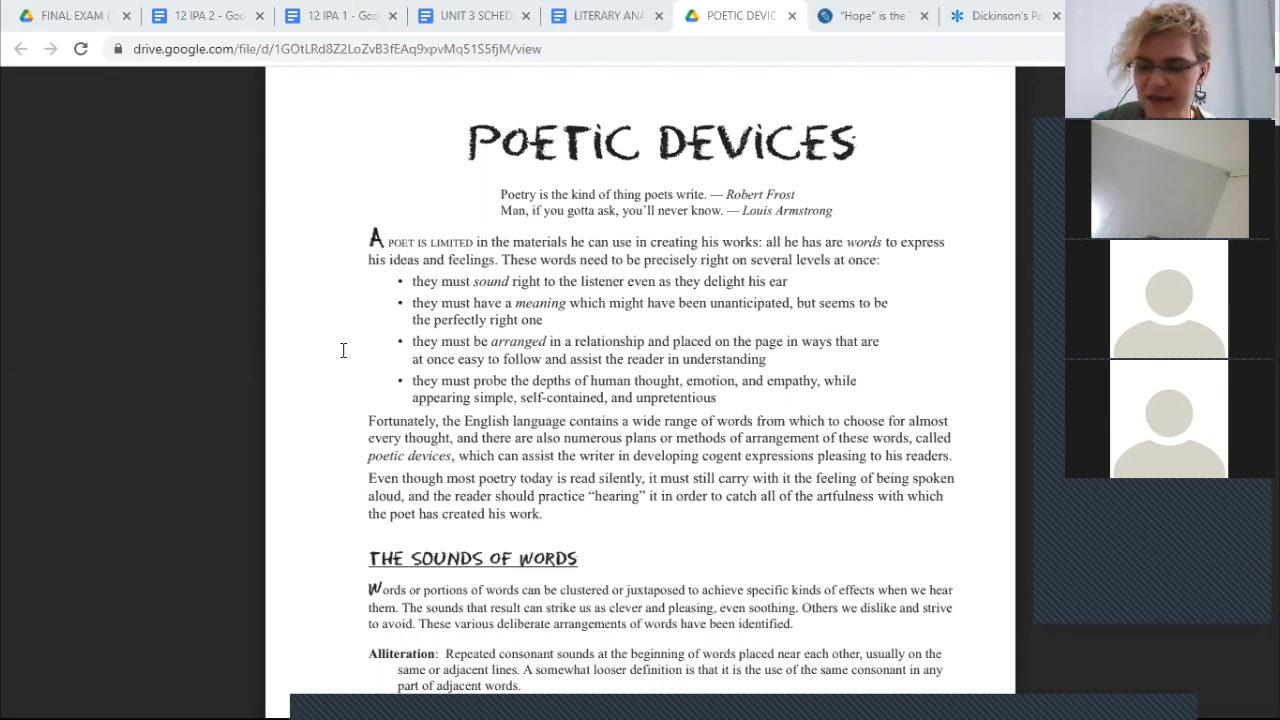 FINAL EXAM (
12 IPA 2 - Goo
12 IPA 1 - Goo
UNIT 3 SCHED
LITERARY ANA
POETIC DEVIC
"Hope" is the
Dickinson's Po
drive.google.com/file/d/1GOtLRd8Z2LoZvB3fEAq9xpvMq51S5fjM/view
POETIC DEVICES
Poetry is the kind of thing poets write. — Robert Frost
Man, if you gotta ask, you'll never know. — Louis Armstrong
A POET IS LIMITED in the materials he can use in creating his works: all he has are words to express
his ideas and feelings. These words need to be precisely right on several levels at once:
• they must sound right to the listener even as they delight his ear
• they must have a meaning which might have been unanticipated, but seems to be
the perfectly right one
• they must be arranged in a relationship and placed on the page in ways that are
at once easy to follow and assist the reader in understanding
• they must probe the depths of human thought, emotion, and empathy, while
appearing simple, self-contained, and unpretentious
Fortunately, the English language contains a wide range of words from which to choose for almost
every thought, and there are also numerous plans or methods of arrangement of these words, called
poetic devices, which can assist the writer in developing cogent expressions pleasing to his readers.
Even though most poetry today is read silently, it must still carry with it the feeling of being spoken
aloud, and the reader should practice “hearing” it in order to catch all of the artfulness with which
the poet has created his work.
THE SOUNDS OF WORDS
Words or portions of words can be clustered or juxtaposed to achieve specific kinds of effects when we hear
them. The sounds that result can strike us as clever and pleasing, even soothing. Others we dislike and strive
to avoid. These various deliberate arrangements of words have been identified.
Alliteration: Repeated consonant sounds at the beginning of words placed near each other, usually on the
same or adjacent lines. A somewhat looser definition is that it is the use of the same consonant in any
part of adjacent words.